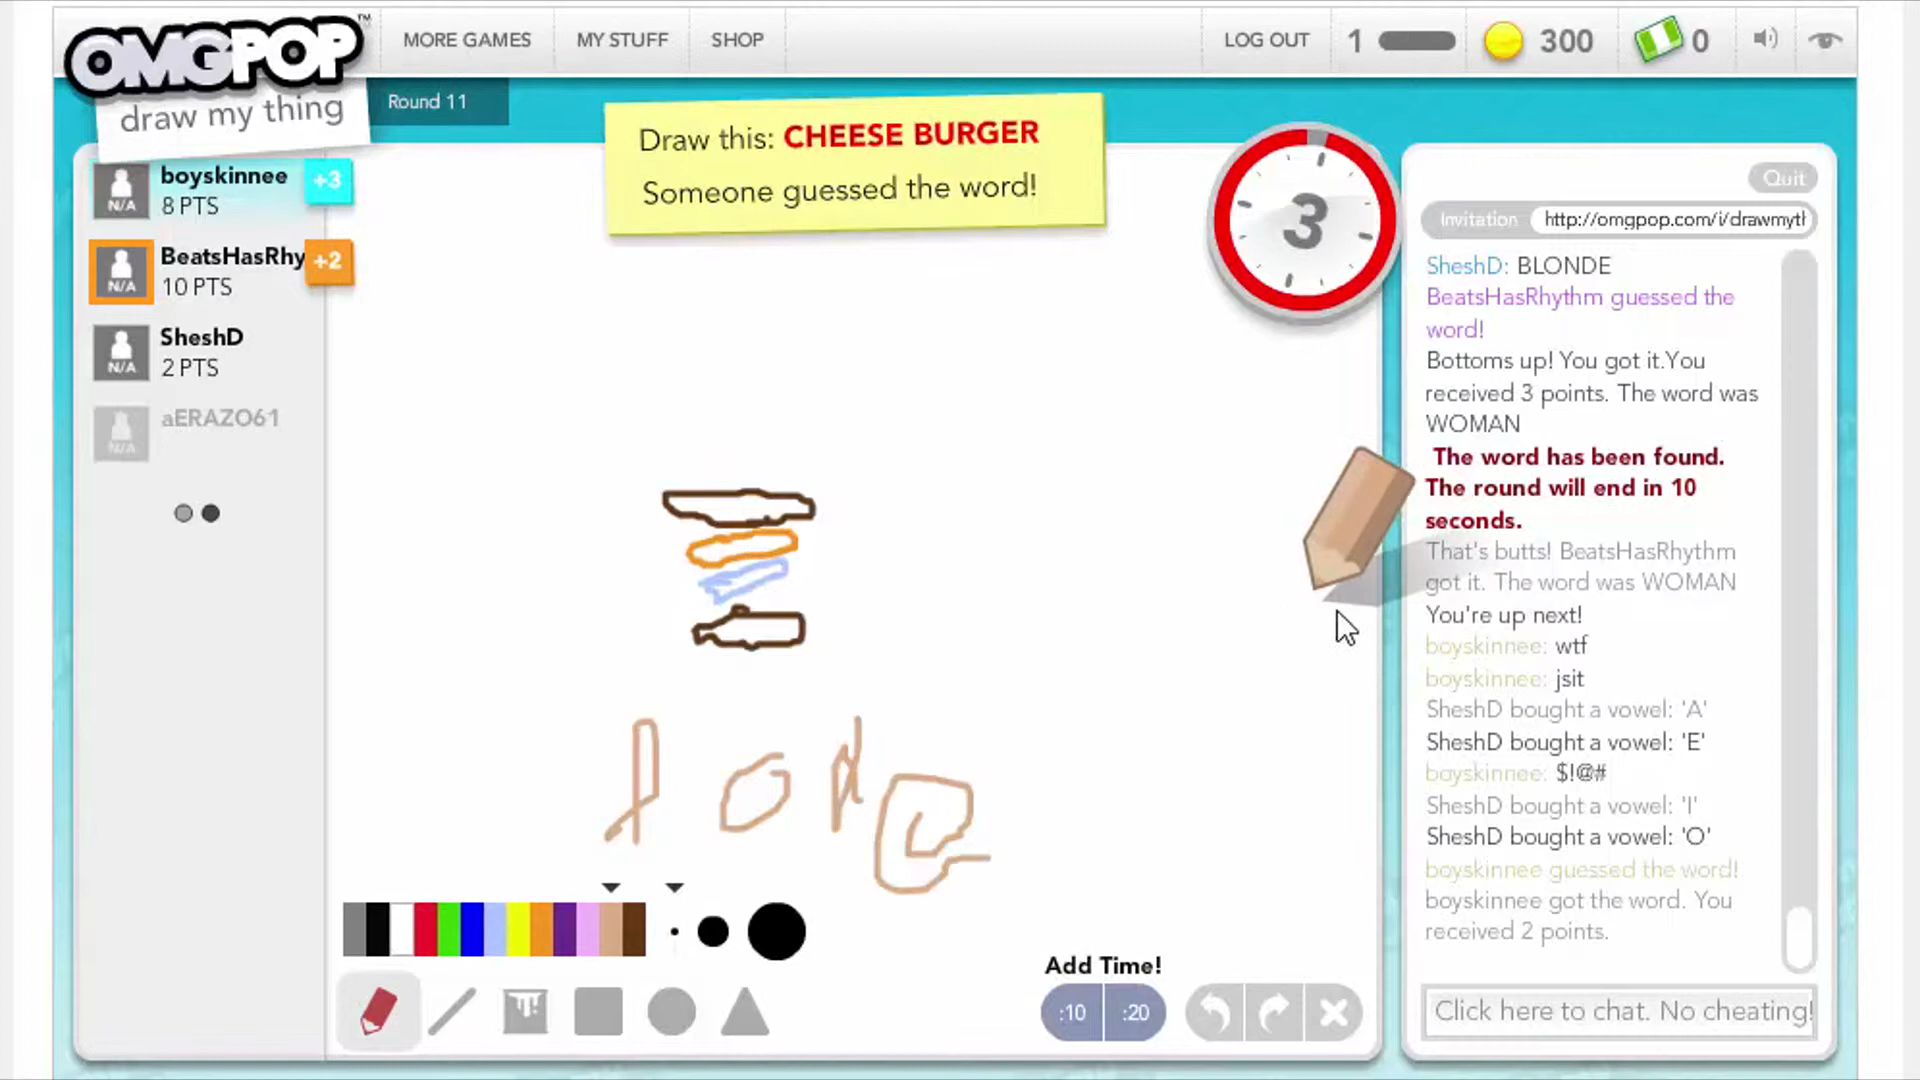 OMGPOP™
draw my thing
MORE GAMES
MY STUFF
SHOP
LOG OUT
1
300
0
Round 11
Draw this: CHEESE BURGER
Someone guessed the word!
3
N/A
boyskinnee
8 PTS
+3
N/A
BeatsHasRhy
10 PTS
+2
N/A
SheshD
2 PTS
N/A
aERAZO61
Add Time!
:10
:20
Quit
Invitation
http://omgpop.com/i/drawmyth
SheshD: BLONDE
BeatsHasRhythm guessed the
word!
Bottoms up! You got it.You
received 3 points. The word was
WOMAN
The word has been found.
The round will end in 10
seconds.
That's butts! BeatsHasRhythm
got it. The word was WOMAN
You're up next!
boyskinnee: wtf
boyskinnee: jsit
SheshD bought a vowel: 'A'
SheshD bought a vowel: 'E'
boyskinnee: $!@#
SheshD bought a vowel: 'I'
SheshD bought a vowel: 'O'
boyskinnee guessed the word!
boyskinnee got the word. You
received 2 points.
Click here to chat. No cheating!